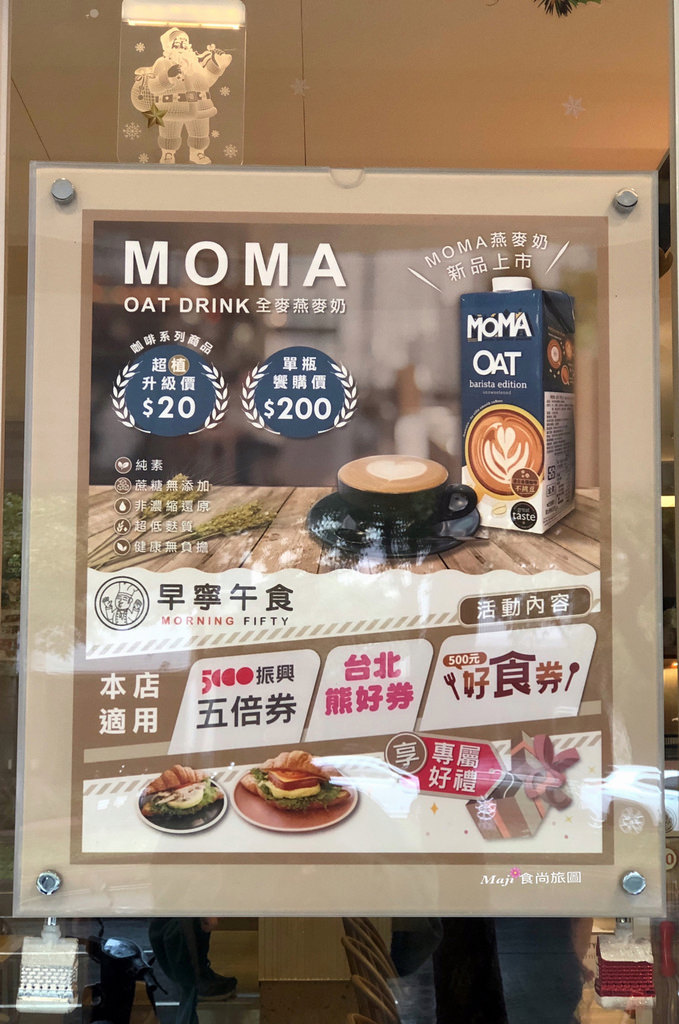 MOMA
OAT DRINK 全麥燕麥奶
MOMA燕麥奶
新品上市
咖啡系列商品
超植
升級價
$20
單瓶
饗購價
$200
MOMA
OAT
barista edition
unsweetened
great
taste
純素
蔗糖無添加
非濃縮還原
超低麩質
健康無負擔
早寧午食
MORNING FIFTY
活動內容
本店
適用
5000振興
五倍券
台北
熊好券
500元
好食券
享
專屬
好禮
Maji 食尚旅圖